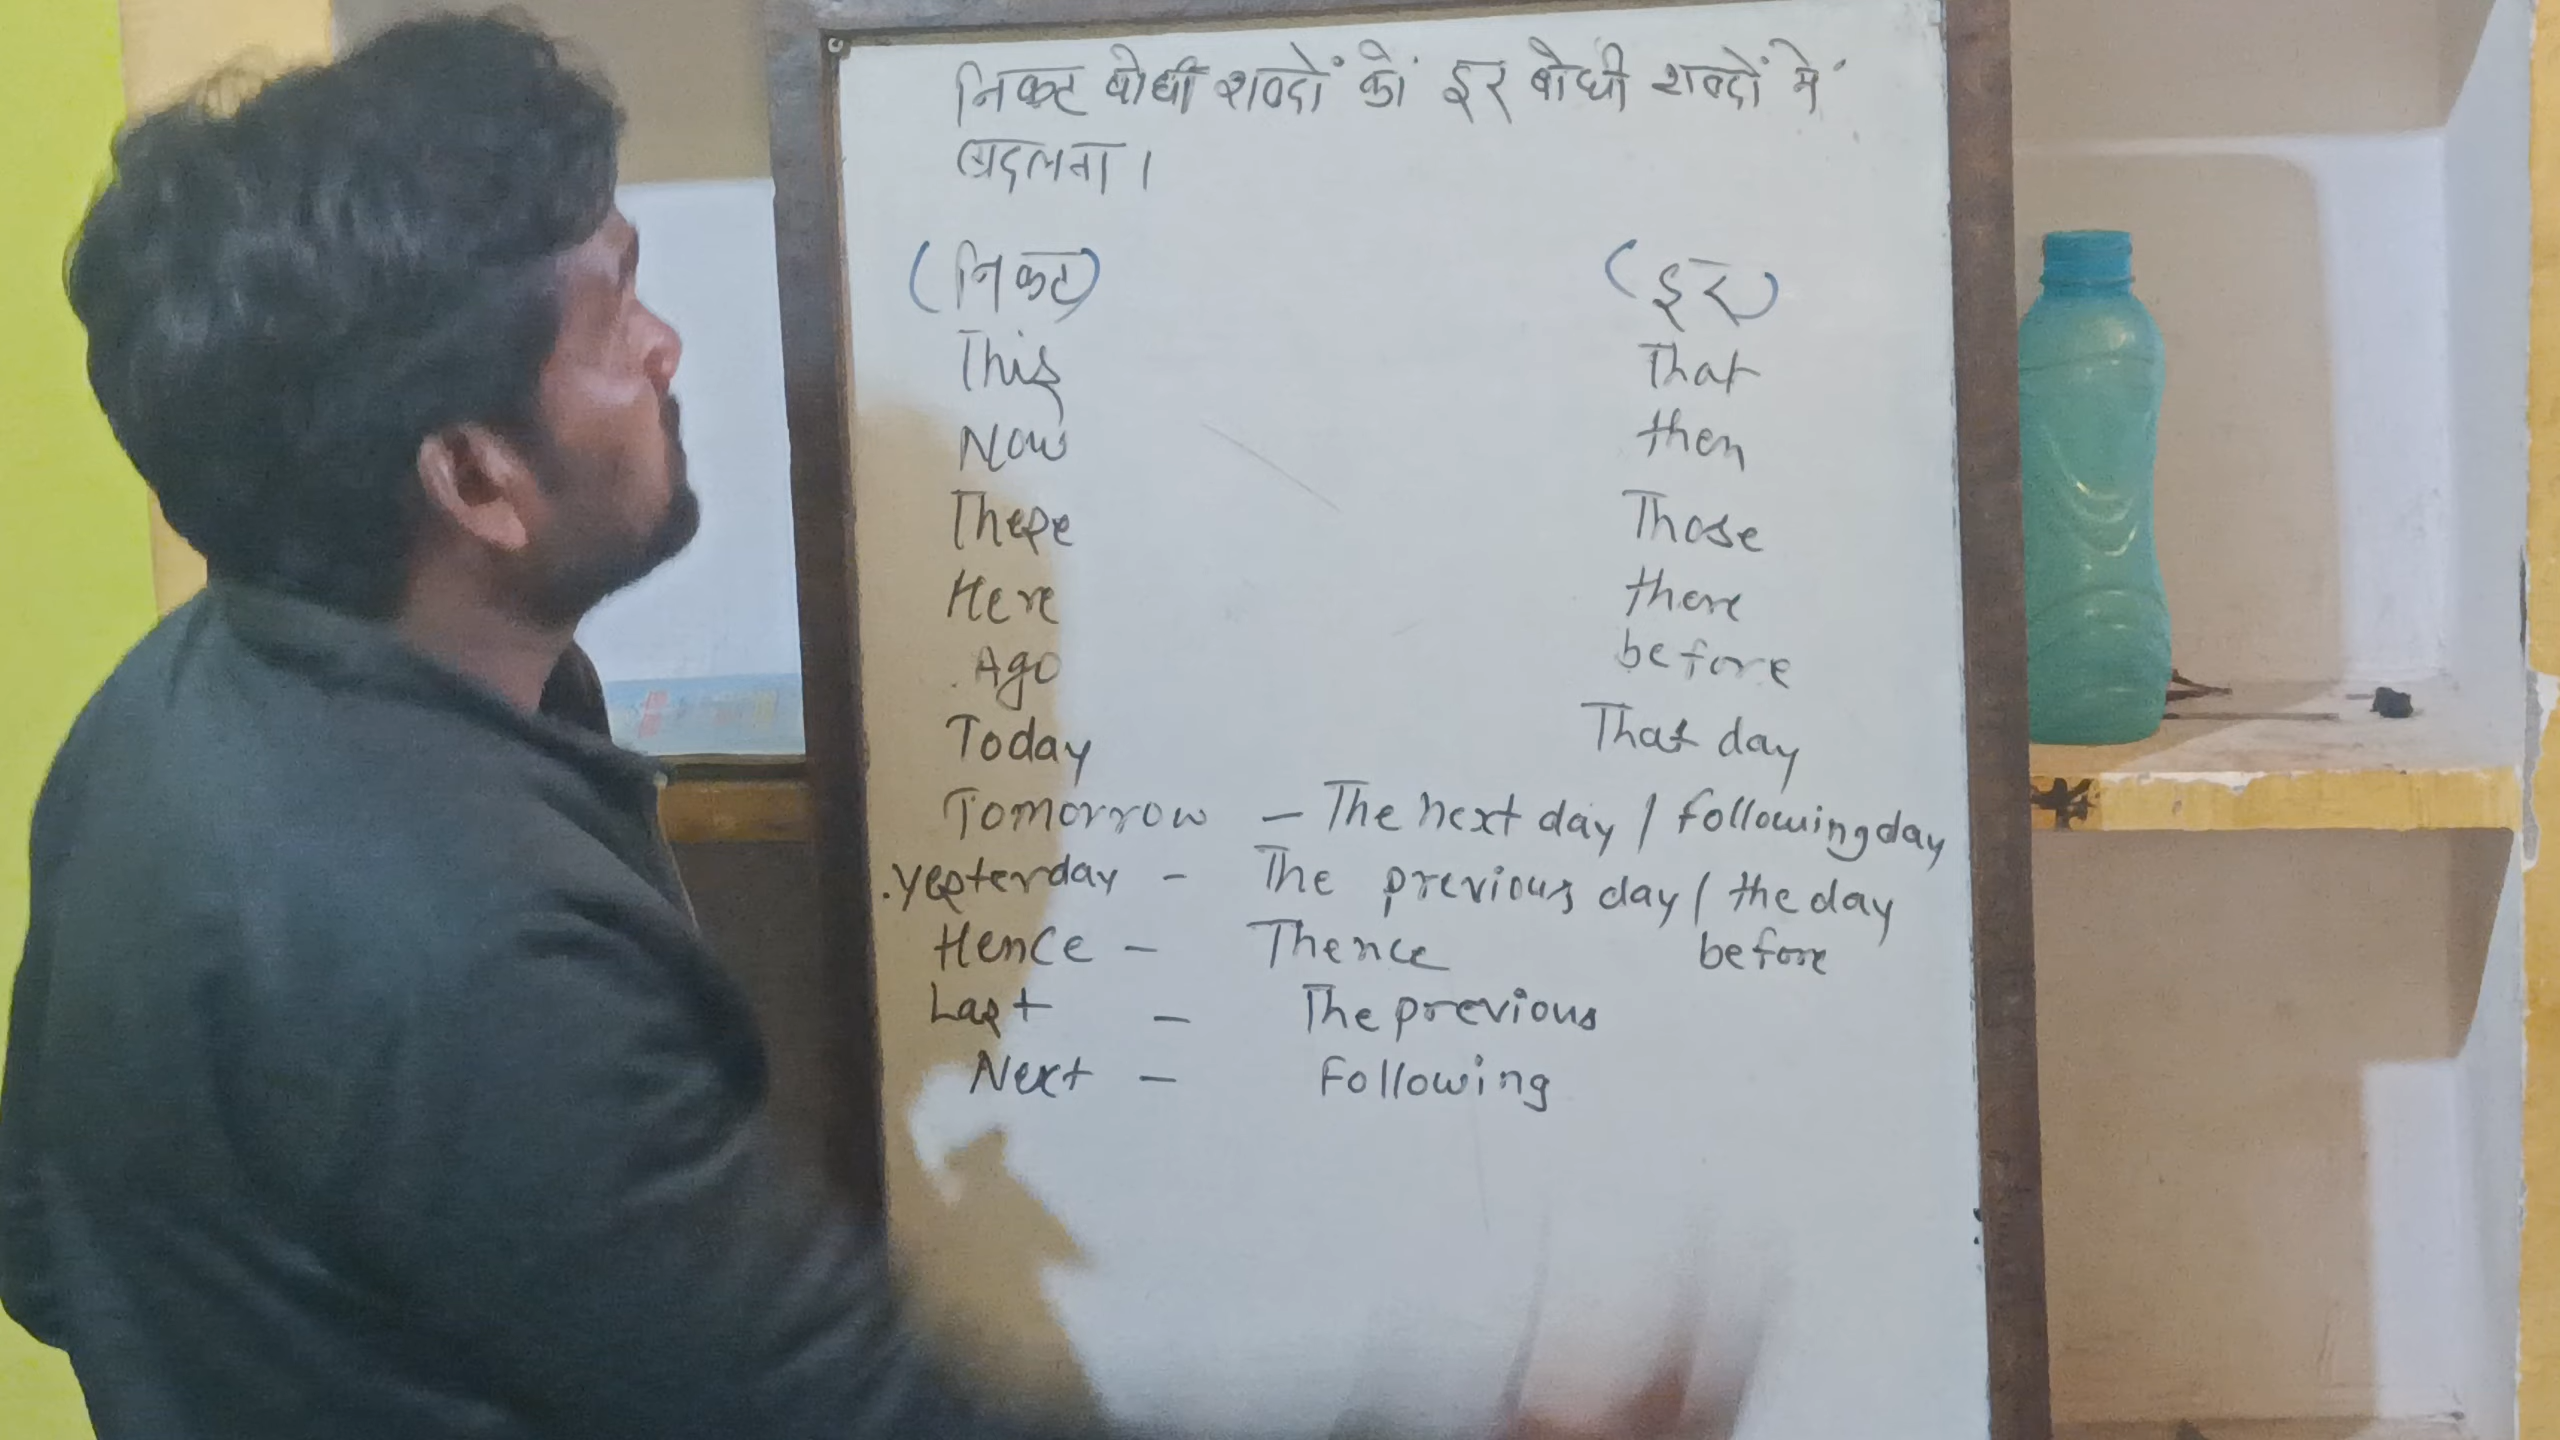 निकट बोधी शब्दों को दूर बोधी शब्दों में
बदलना।
(निकट) (दूर)
This That
Now then
These Those
Here there
Ago before
Today That day
Tomorrow — The next day / following day
yesterday - The previous day / the day
before
Hence - Thence
Last - The previous
Next - Following